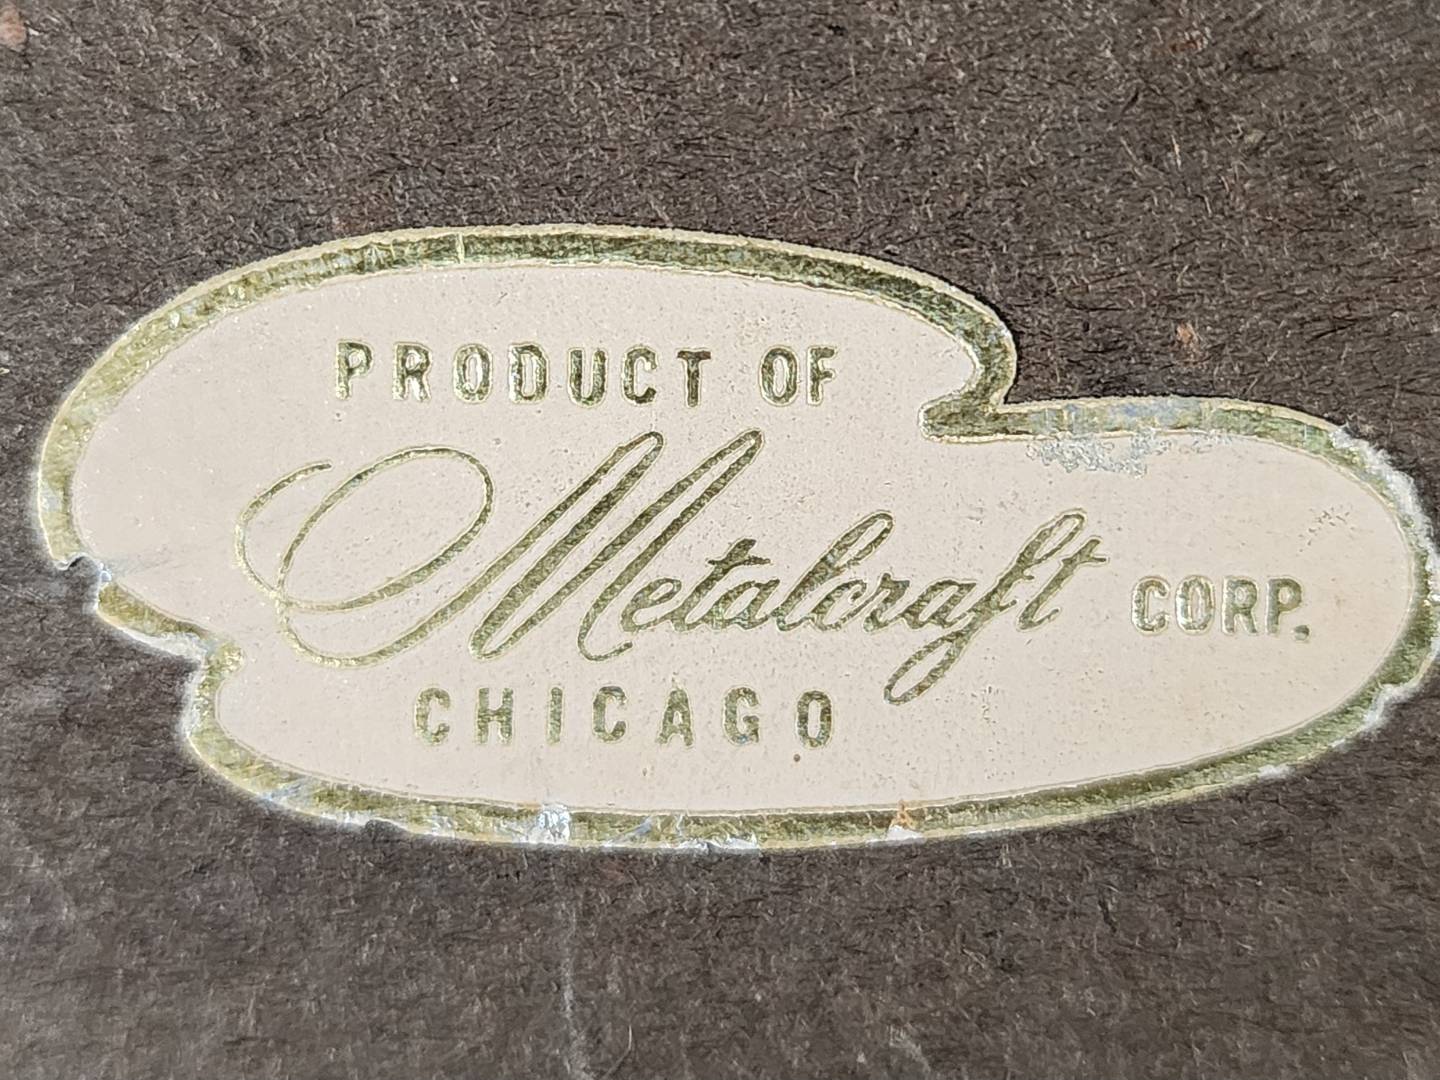 PRODUCT OF
Metalcraft CORP.
CHICAGO